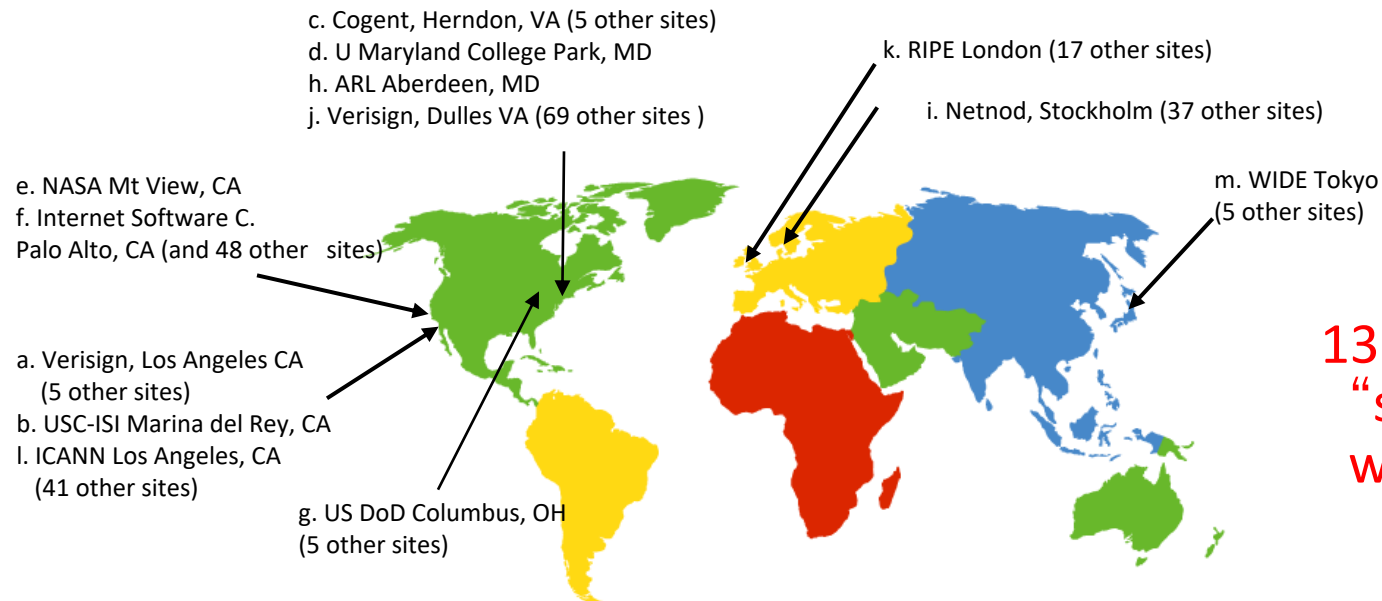 c. Cogent, Herndon, VA (5 other sites)
d. U Maryland College Park, MD
h. ARL Aberdeen, MD
j. Verisign, Dulles VA (69 other sites )
k. RIPE London (17 other sites)
i. Netnod, Stockholm (37 other sites)
m. WIDE Tokyo
(5 other sites)
e. NASA Mt View, CA
f. Internet Software C.
Palo Alto, CA (and 48 other sites)
a. Verisign, Los Angeles CA
(5 other sites)
b. USC-ISI Marina del Rey, CA
l. ICANN Los Angeles, CA
(41 other sites)
g. US DoD Columbus, OH
(5 other sites)
13
“s
w